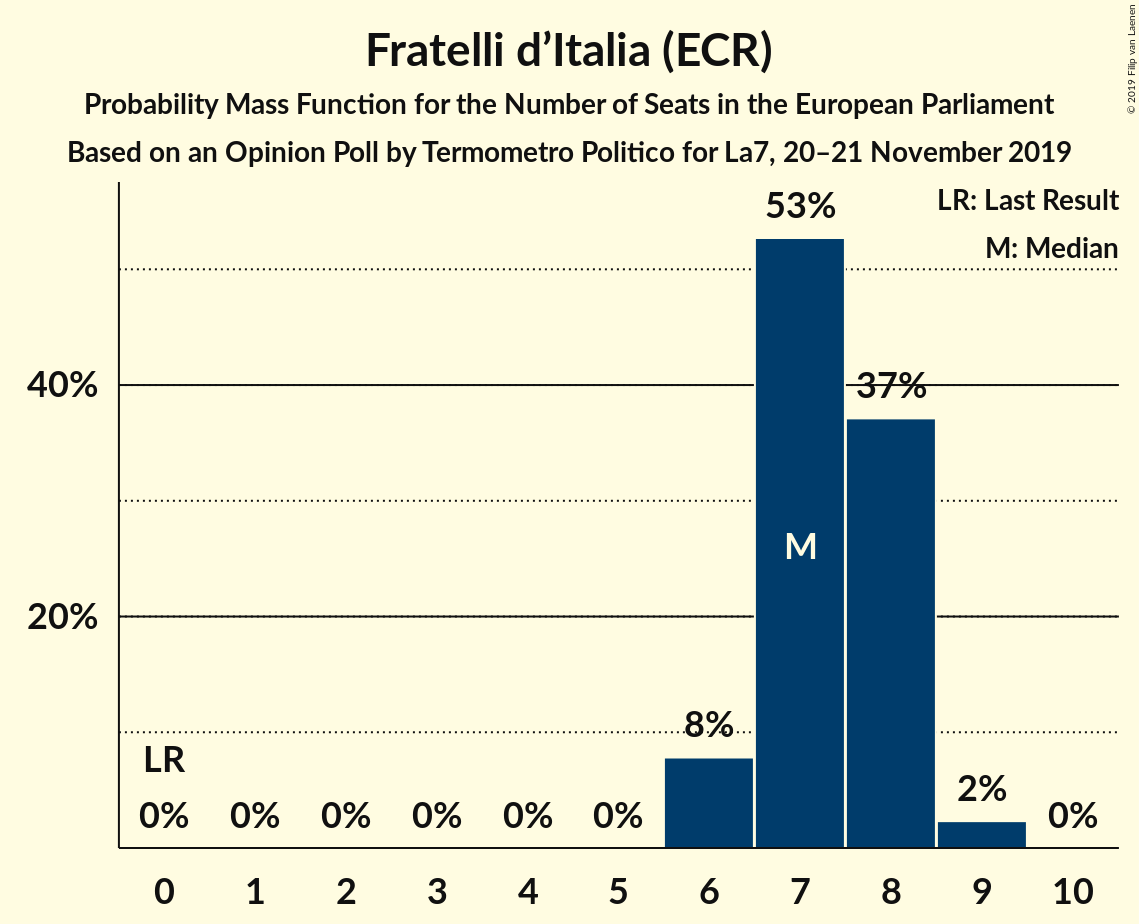 Fratelli d’Italia (ECR)
Probability Mass Function for the Number of Seats in the European Parliament
Based on an Opinion Poll by Termometro Politico for La7, 20–21 November 2019
© 2019 Filip van Laenen
LR: Last Result
M: Median
53%
40%
37%
M
20%
8%
LR
2%
0% 0% 0% 0% 0% 0% 0%
0 1 2 3 4 5 6 7 8 9 10